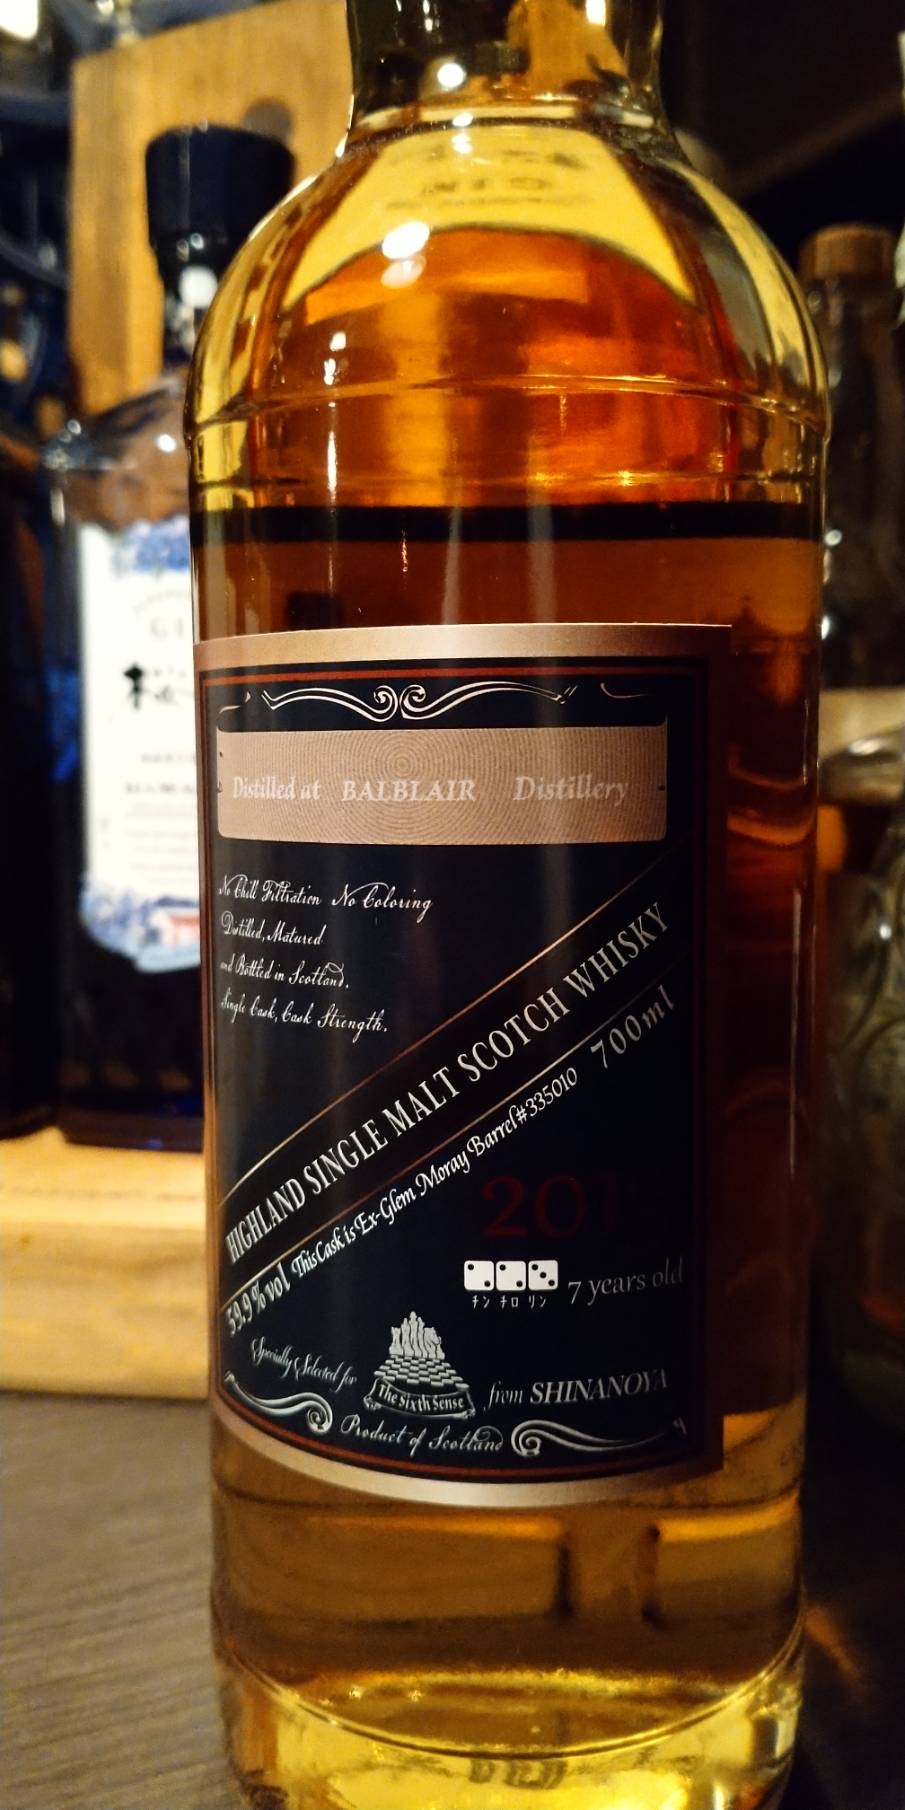 Distilled at BALBLAIR Distillery
No Chill Filtration No Coloring
Distilled, Matured
and Bottled in Scotland.
Single Cask, Cask Strength.
HIGHLAND SINGLE MALT SCOTCH WHISKY
59.9%vol This Cask is Ex-Glem Moray Barrel#335010 700ml
チン チロ リン 7 years old
Specially Selected for The Sixth Sense from SHINANOYA
Product of Scotland